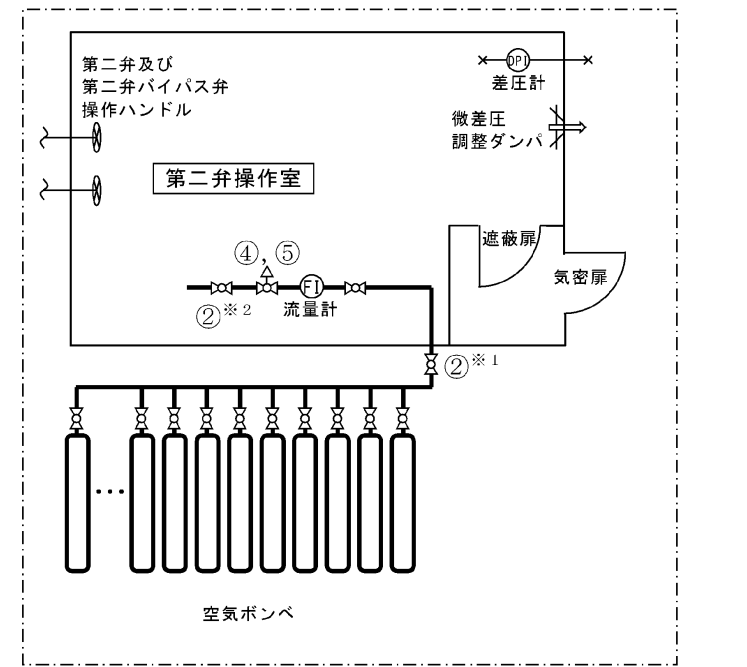 第二弁及び
第二弁バイパス弁
操作ハンドル
DPI
差圧計
微差圧
調整ダンパ
第二弁操作室
遮蔽扉
気密扉
④,⑤
FI
②※2
流量計
②※1
・・・
空気ボンベ